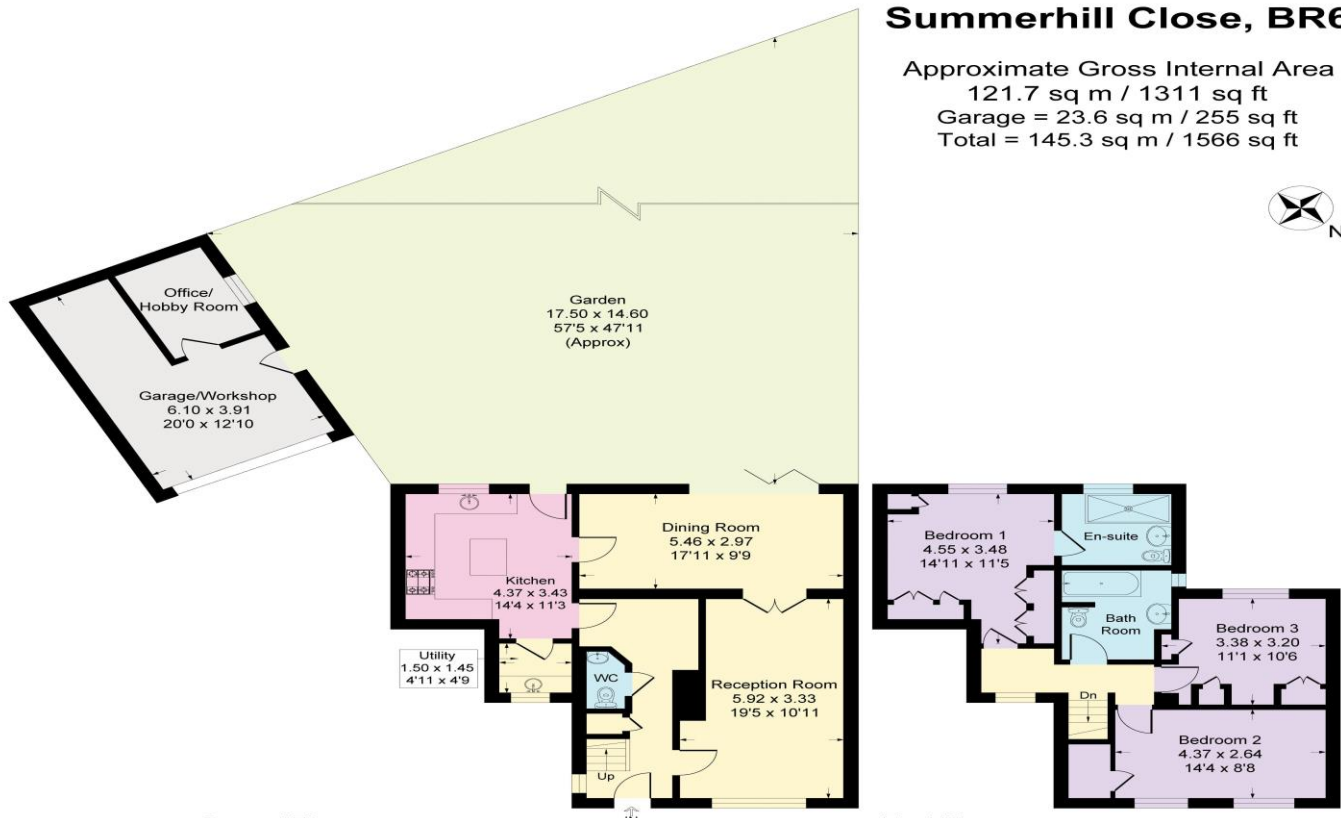 Summerhill Close, BR6
Approximate Gross Internal Area
121.7 sq m / 1311 sq ft
Garage = 23.6 sq m / 255 sq ft
Total = 145.3 sq m / 1566 sq ft
N
Office/
Hobby Room
Garden
17.50 x 14.60
57'5 x 47'11
(Approx)
Garage/Workshop
6.10 x 3.91
20'0 x 12'10
Dining Room
5.46 x 2.97
17'11 x 9'9
Kitchen
4.37 x 3.43
14'4 x 11'3
Utility
1.50 x 1.45
4'11 x 4'9
WC
Reception Room
5.92 x 3.33
19'5 x 10'11
Up
Bedroom 1
4.55 x 3.48
14'11 x 11'5
En-suite
Bath
Room
Bedroom 3
3.38 x 3.20
11'1 x 10'6
Dn
Bedroom 2
4.37 x 2.64
14'4 x 8'8